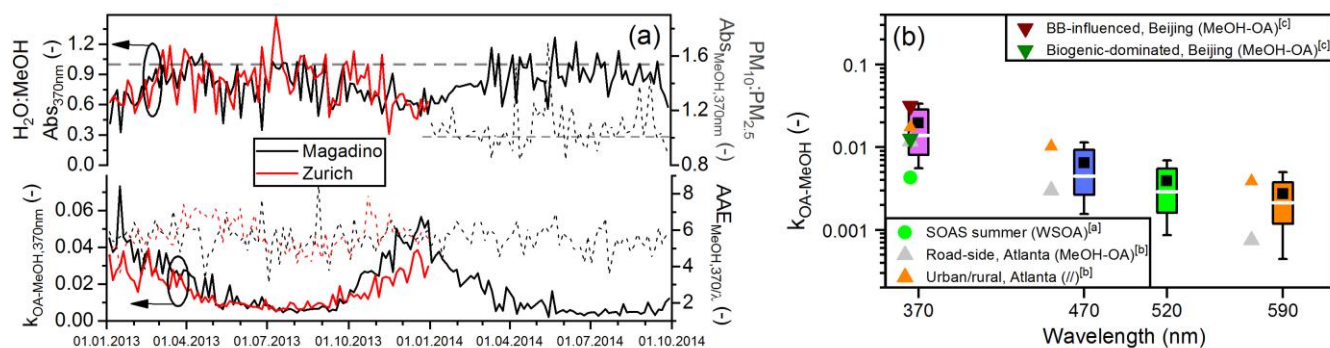 (a)
H2O:MeOH
Abs370nm (-)
1.2
0.9
0.6
0.3
0.0
1.6
1.4
1.2
1.0
0.8
AbsMeOH,370nm (-)
PM10:PM2.5
Magadino
Zurich
kOA-MeOH,370nm (-)
0.06
0.04
0.02
0.00
8
6
4
2
AAEMeOH,370/λ (-)
01.01.2013
01.04.2013
01.07.2013
01.10.2013
01.01.2014
01.04.2014
01.07.2014
01.10.2014
(b)
BB-influenced, Beijing (MeOH-OA)[c]
Biogenic-dominated, Beijing (MeOH-OA)[c]
kOA-MeOH (-)
0.1
0.01
0.001
SOAS summer (WSOA)[a]
Road-side, Atlanta (MeOH-OA)[b]
Urban/rural, Atlanta (//)[b]
370
470
520
590
Wavelength (nm)